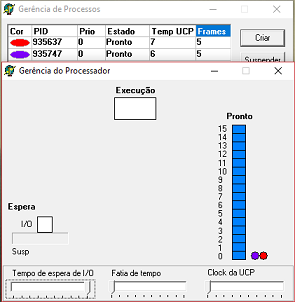 Gerência de Processos
Cor PID Prio Estado Temp UCP Frames
935637 0 Pronto 7 5
935747 0 Pronto 6 5
Criar
Suspender
Gerência do Processador
Execução
Pronto
15
14
13
12
11
10
9
8
7
6
5
4
3
2
1
0
Espera
I/O
Susp
Tempo de espera de I/O
Fatia de tempo
Clock da UCP